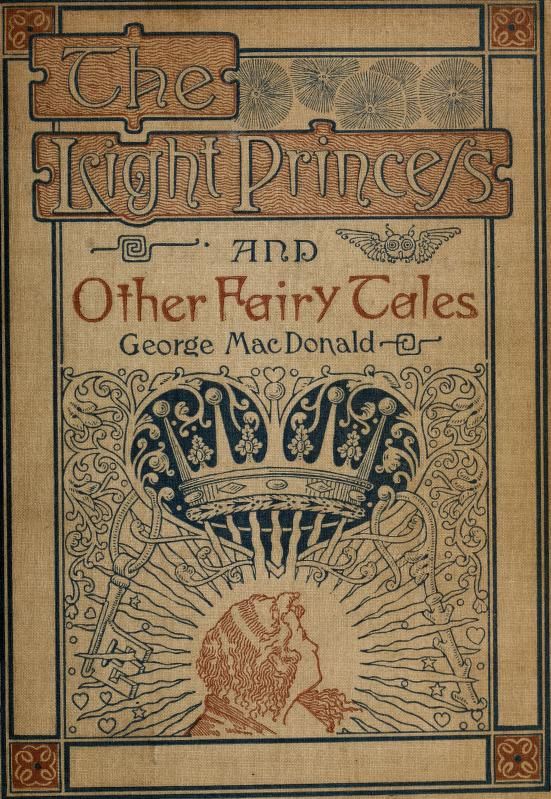 The
Light Princess
AND
Other Fairy Tales
George MacDonald